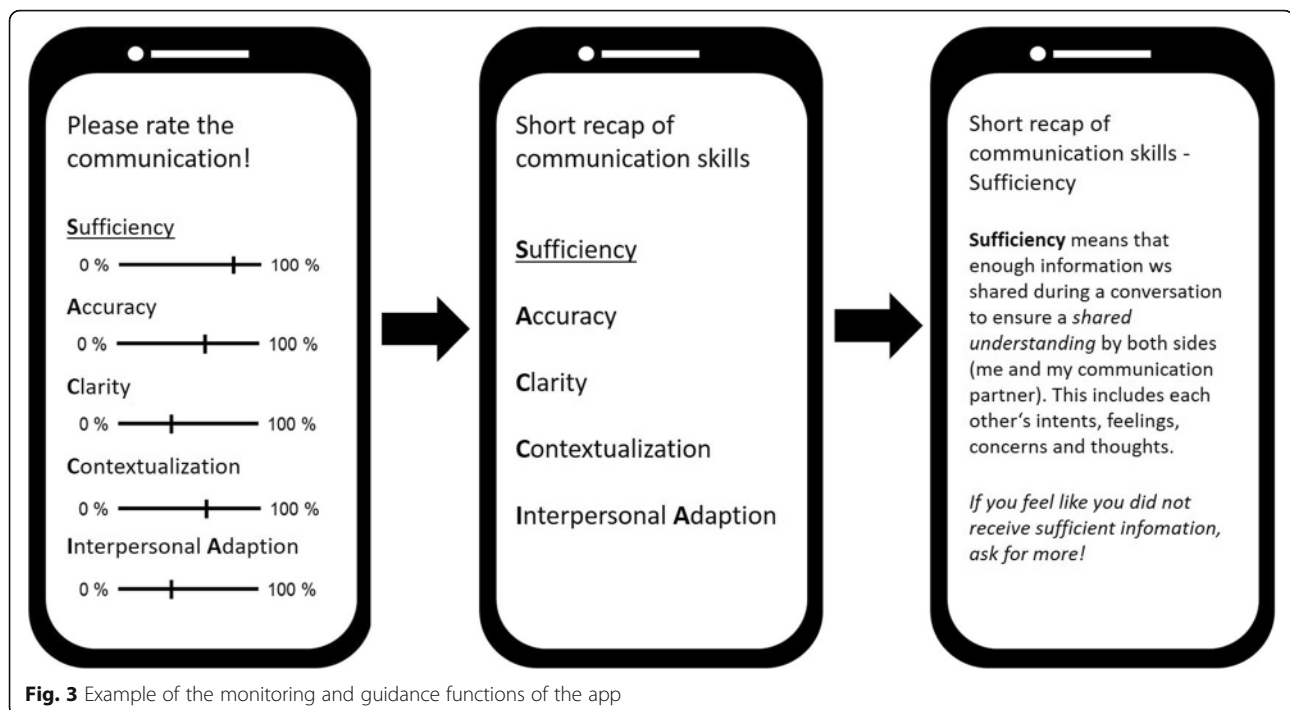 Please rate the
communication!
Sufficiency
0 % 100 %
Accuracy
0 % 100 %
Clarity
0 % 100 %
Contextualization
0 % 100 %
Interpersonal Adaption
0 % 100 %
Short recap of
communication skills
Sufficiency
Accuracy
Clarity
Contextualization
Interpersonal Adaption
Short recap of
communication skills -
Sufficiency
Sufficiency means that
enough information ws
shared during a conversation
to ensure a shared
understanding by both sides
(me and my communication
partner). This includes each
other‘s intents, feelings,
concerns and thoughts.
If you feel like you did not
receive sufficient infomation,
ask for more!
Fig. 3 Example of the monitoring and guidance functions of the app